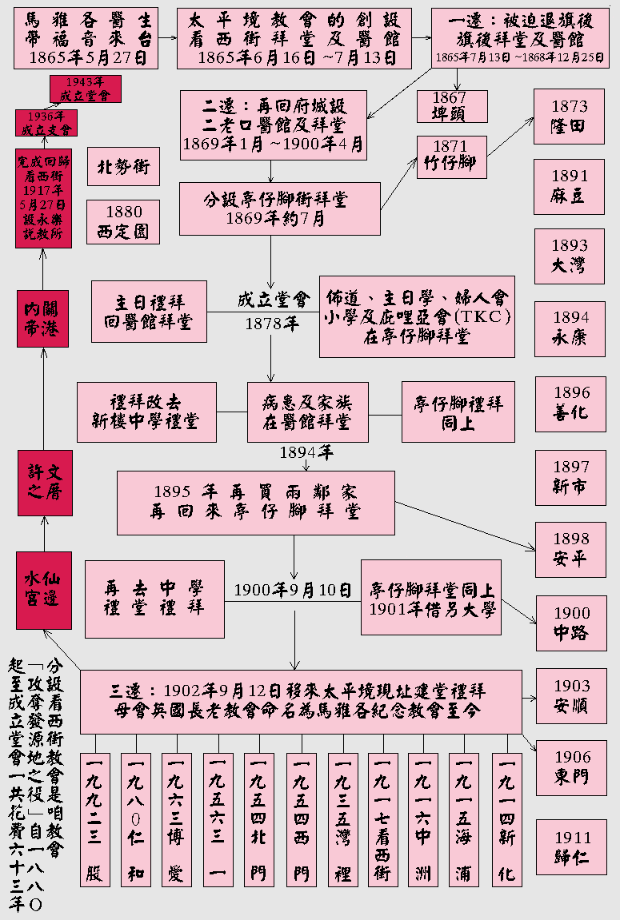 馬雅各醫生
帶福音來台
1865年5月27日
太平境教會的創設
看西街拜堂及醫館
1865年6月16日~7月13日
一遷：被迫退旗後
旗後拜堂及醫館
1865年7月13日~1868年12月25日
1943年
成立堂會
1936年
成立支會
完成回歸
看西街
1917年
5月27日
設永樂
託教所
北勢街
1880
西定園
二遷：再回府城設
二老口醫館及拜堂
1869年1月~1900年4月
分設亭仔腳街拜堂
1869年約7月
1867
埤頭
1871
竹仔腳
1873
隆田
1891
麻豆
1893
大灣
1894
永康
1896
善化
1897
新市
1898
安平
1900
中路
1903
安順
1906
東門
1911
歸仁
內關
帝港
主日禮拜
回醫館拜堂
成立堂會
1878年
佈道、主日學、婦人會
小學及庇哩亞會(TKC)
在亭仔腳拜堂
禮拜改去
新樓中學禮堂
病患及家族
在醫館拜堂
亭仔腳禮拜
同上
1894年
許文
之厝
1895年再買兩鄰家
再回來亭仔腳拜堂
水仙
宮邊
再去中學
禮堂禮拜
1900年9月10日
亭仔腳拜堂同上
1901年借另大學
三遷：1902年9月12日移來太平境現址建堂禮拜
母會英國長老教會命名為馬雅各紀念教會至今
分設看西街教會是咱教會
「攻奪發源地之役」自一八八〇
起至成立堂會一共花費六十三年
一九九二三股
一九八〇仁和
一九六三博愛
一九五六三一
一九五四北門
一九五四西門
一九三五灣裡
一九一七看西街
一九一六中洲
一九一五海浦
一九一四新化